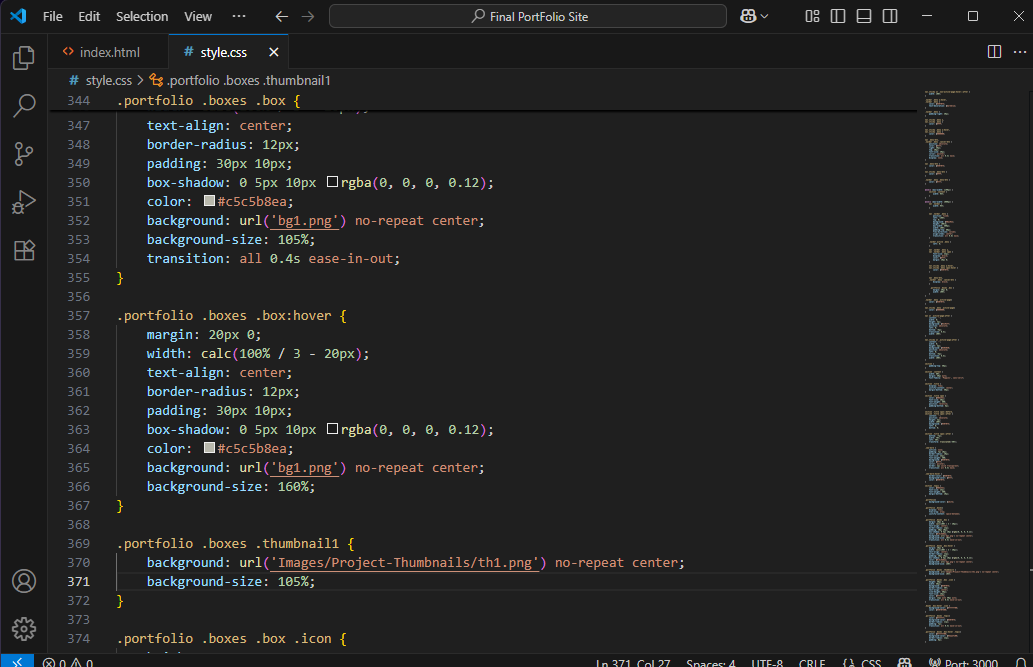 File Edit Selection View ··· Final PortFolio Site
index.html # style.css
# style.css > .portfolio .boxes .thumbnail1
344 .portfolio .boxes .box {
347 text-align: center;
348 border-radius: 12px;
349 padding: 30px 10px;
350 box-shadow: 0 5px 10px rgba(0, 0, 0, 0.12);
351 color: #c5c5b8ea;
352 background: url('bg1.png') no-repeat center;
353 background-size: 105%;
354 transition: all 0.4s ease-in-out;
355 }
356
357 .portfolio .boxes .box:hover {
358 margin: 20px 0;
359 width: calc(100% / 3 - 20px);
360 text-align: center;
361 border-radius: 12px;
362 padding: 30px 10px;
363 box-shadow: 0 5px 10px rgba(0, 0, 0, 0.12);
364 color: #c5c5b8ea;
365 background: url('bg1.png') no-repeat center;
366 background-size: 160%;
367 }
368
369 .portfolio .boxes .thumbnail1 {
370 background: url('Images/Project-Thumbnails/th1.png') no-repeat center;
371 background-size: 105%;
372 }
373
374 .portfolio .boxes .box .icon {
0 0 Ln 371, Col 27 Spaces: 4 UTF-8 CRLF {} CSS Port: 3000